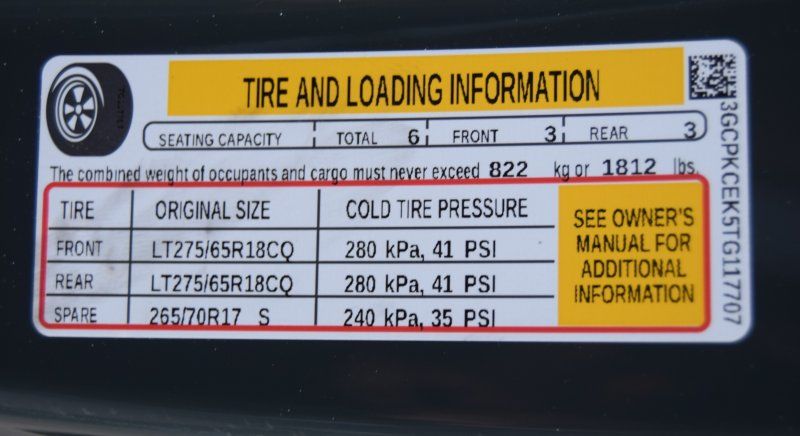 TIRE AND LOADING INFORMATION
SEATING CAPACITY TOTAL 6 FRONT 3 REAR 3
The combined weight of occupants and cargo must never exceed 822 kg or 1812 lbs.
TIRE ORIGINAL SIZE COLD TIRE PRESSURE
FRONT LT275/65R18CQ 280 kPa, 41 PSI
REAR LT275/65R18CQ 280 kPa, 41 PSI
SPARE 265/70R17 S 240 kPa, 35 PSI
SEE OWNER'S
MANUAL FOR
ADDITIONAL
INFORMATION
3GCPKCEK5TG117707